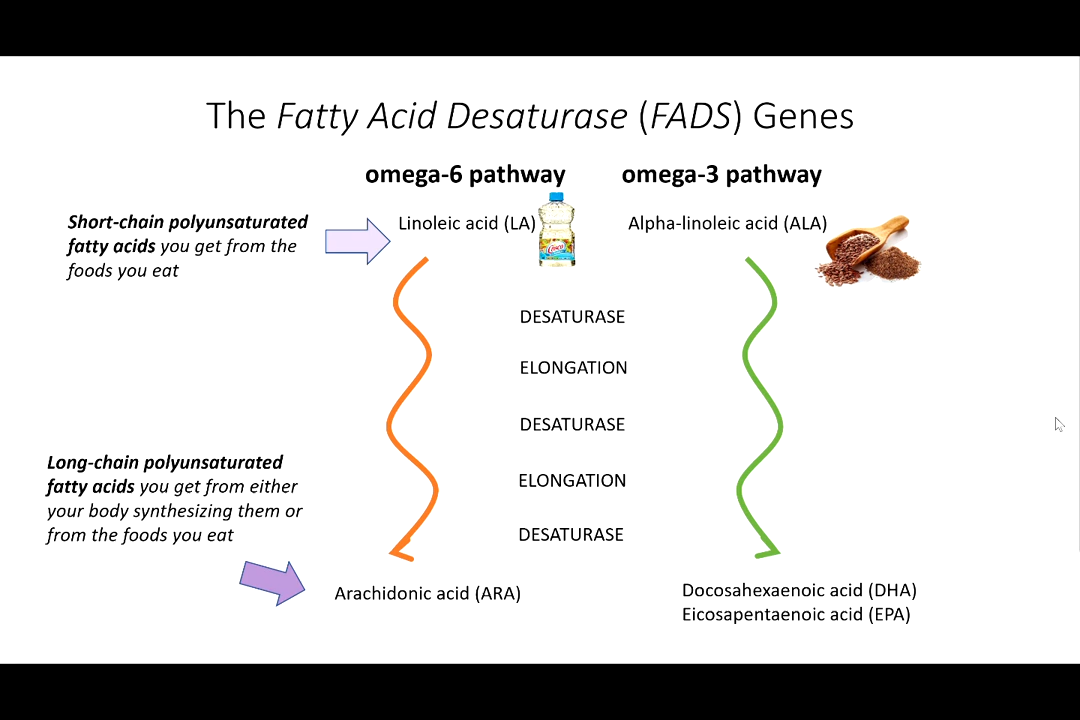 The Fatty Acid Desaturase (FADS) Genes
omega-6 pathway
omega-3 pathway
Short-chain polyunsaturated
fatty acids you get from the
foods you eat
Linoleic acid (LA)
Crisco
Alpha-linoleic acid (ALA)
DESATURASE
ELONGATION
DESATURASE
ELONGATION
DESATURASE
Long-chain polyunsaturated
fatty acids you get from either
your body synthesizing them or
from the foods you eat
Arachidonic acid (ARA)
Docosahexaenoic acid (DHA)
Eicosapentaenoic acid (EPA)